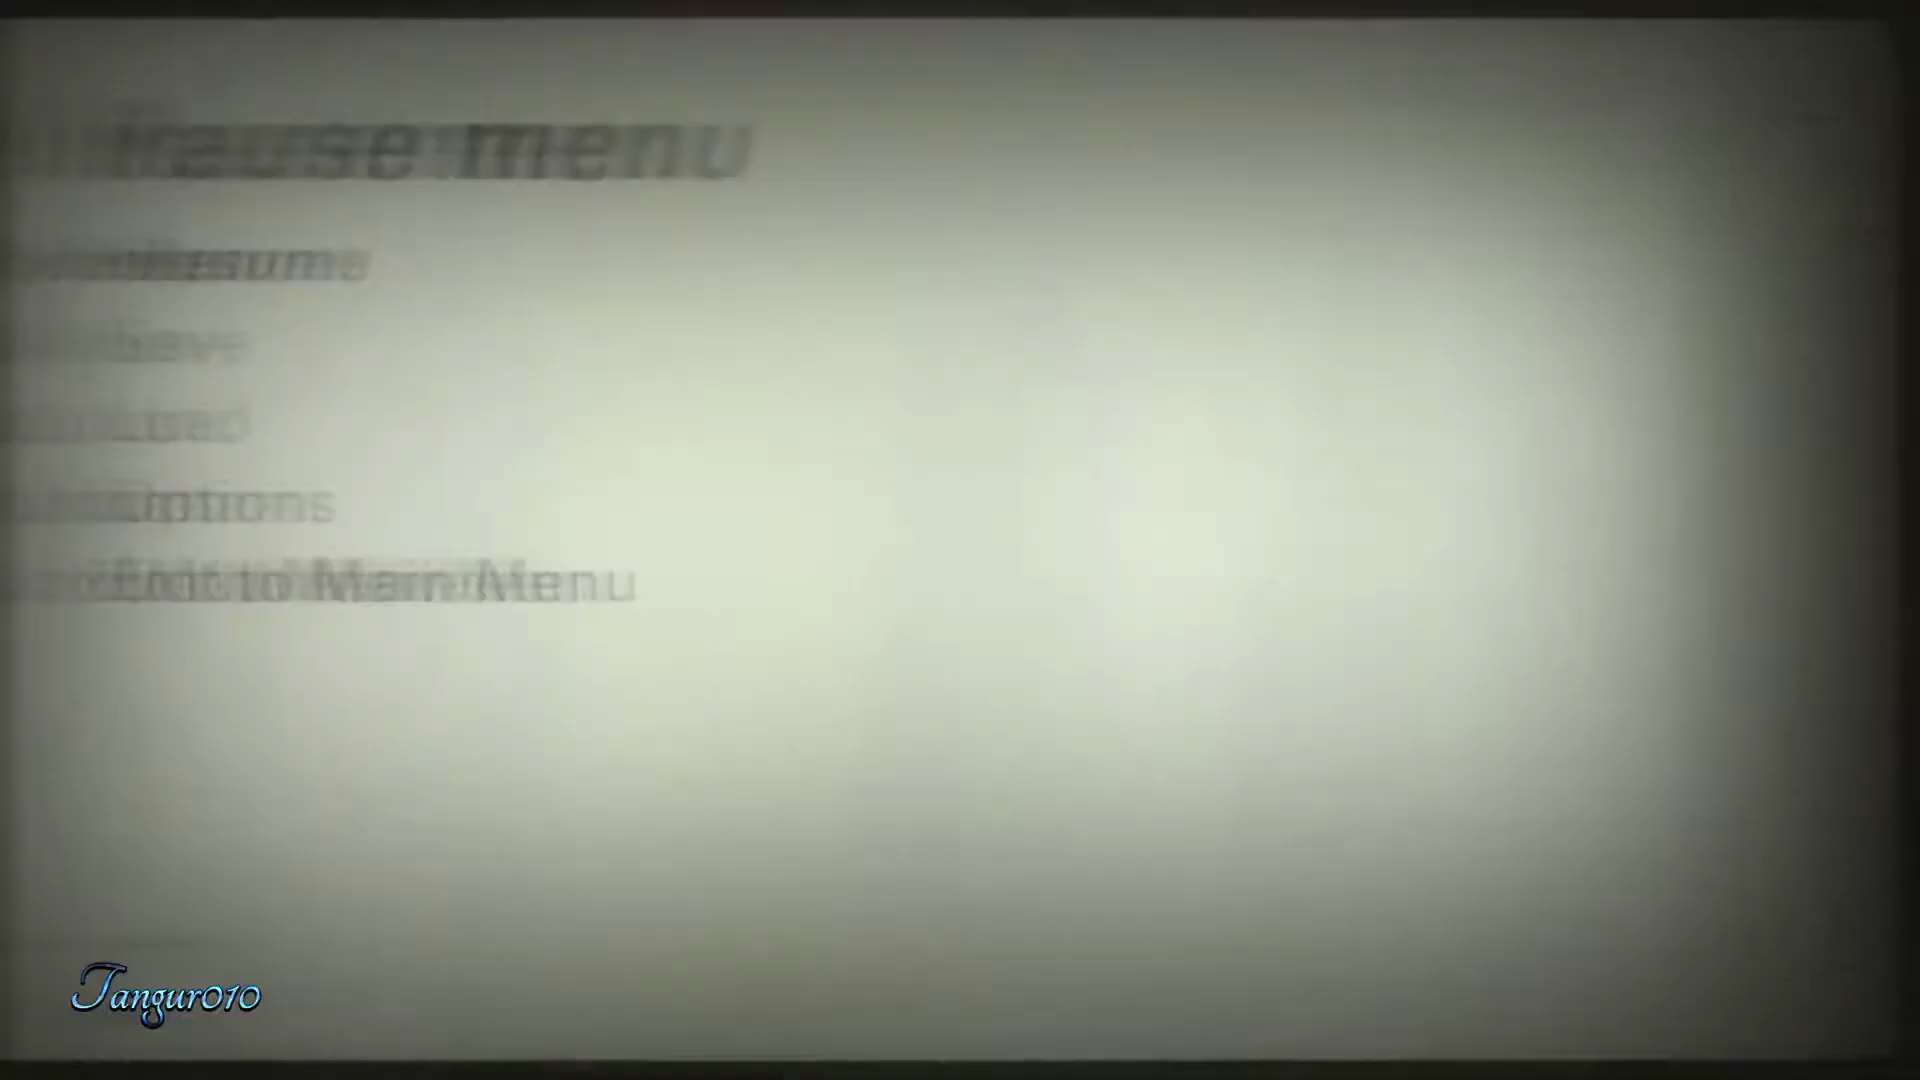 Pause menu
Resume
Save
Load
Options
Exit to Main Menu
Tangur010